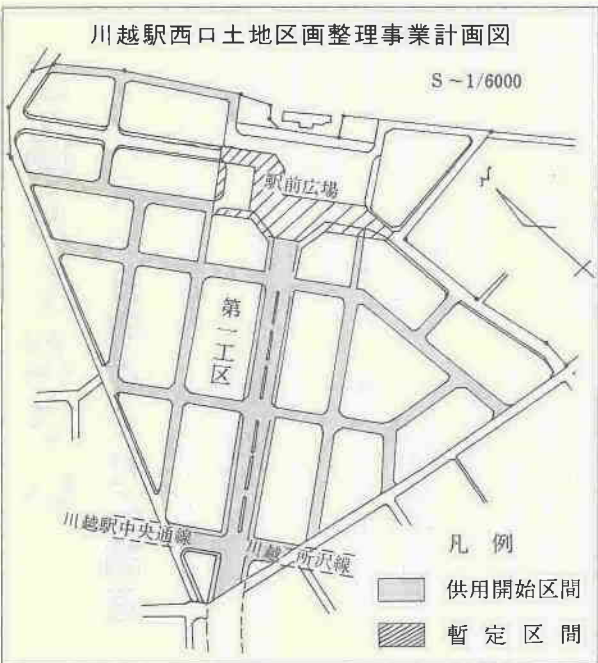 川越駅西口土地区画整理事業計画図
S～1/6000
駅前広場
第一工区
川越駅中央通線
川越所沢線
凡例
供用開始区間
暫定区間